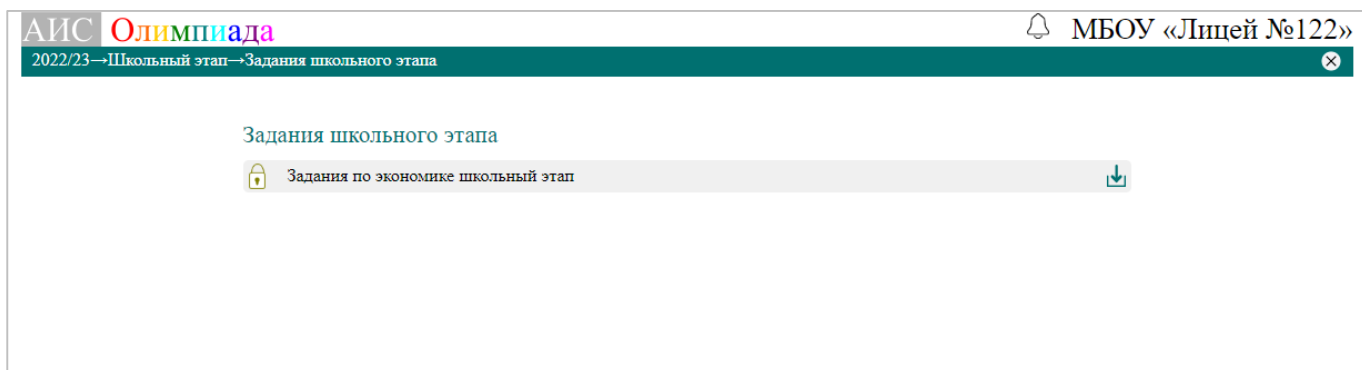 АИС Олимпиада
МБОУ «Лицей №122»
2022/23→Школьный этап→Задания школьного этапа
Задания школьного этапа
Задания по экономике школьный этап